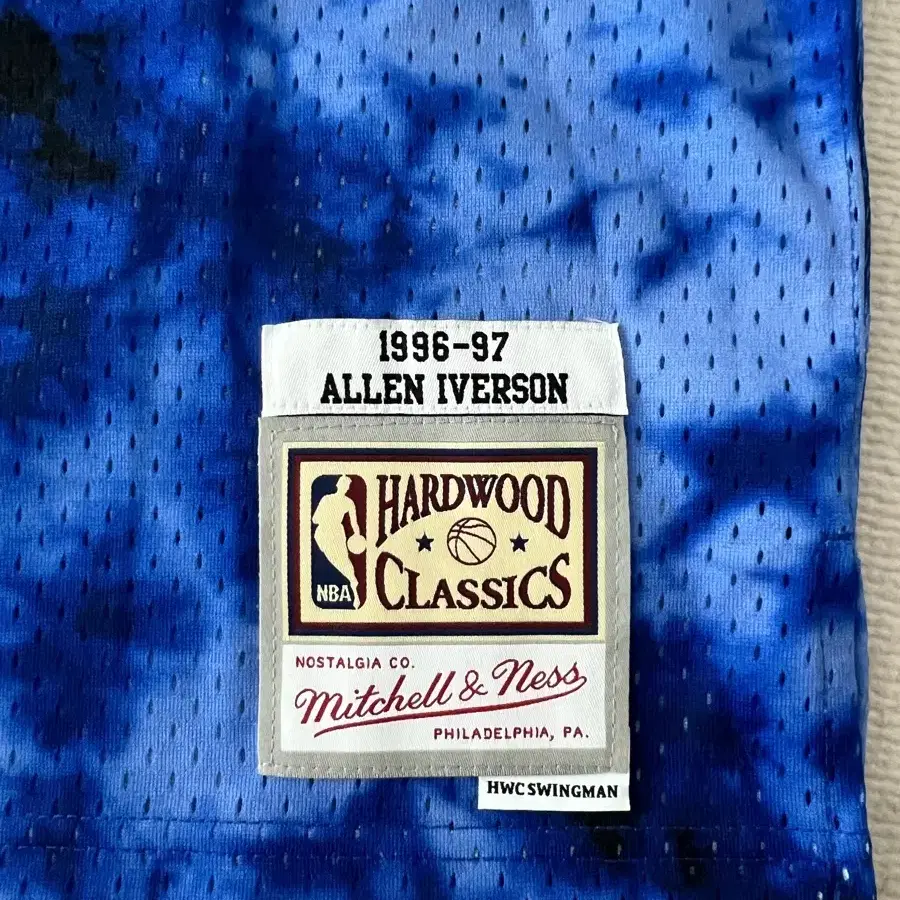 1996-97
ALLEN IVERSON
HARDWOOD
NBA
CLASSICS
NOSTALGIA CO.
Mitchell & Ness
PHILADELPHIA, PA.
HWC SWINGMAN